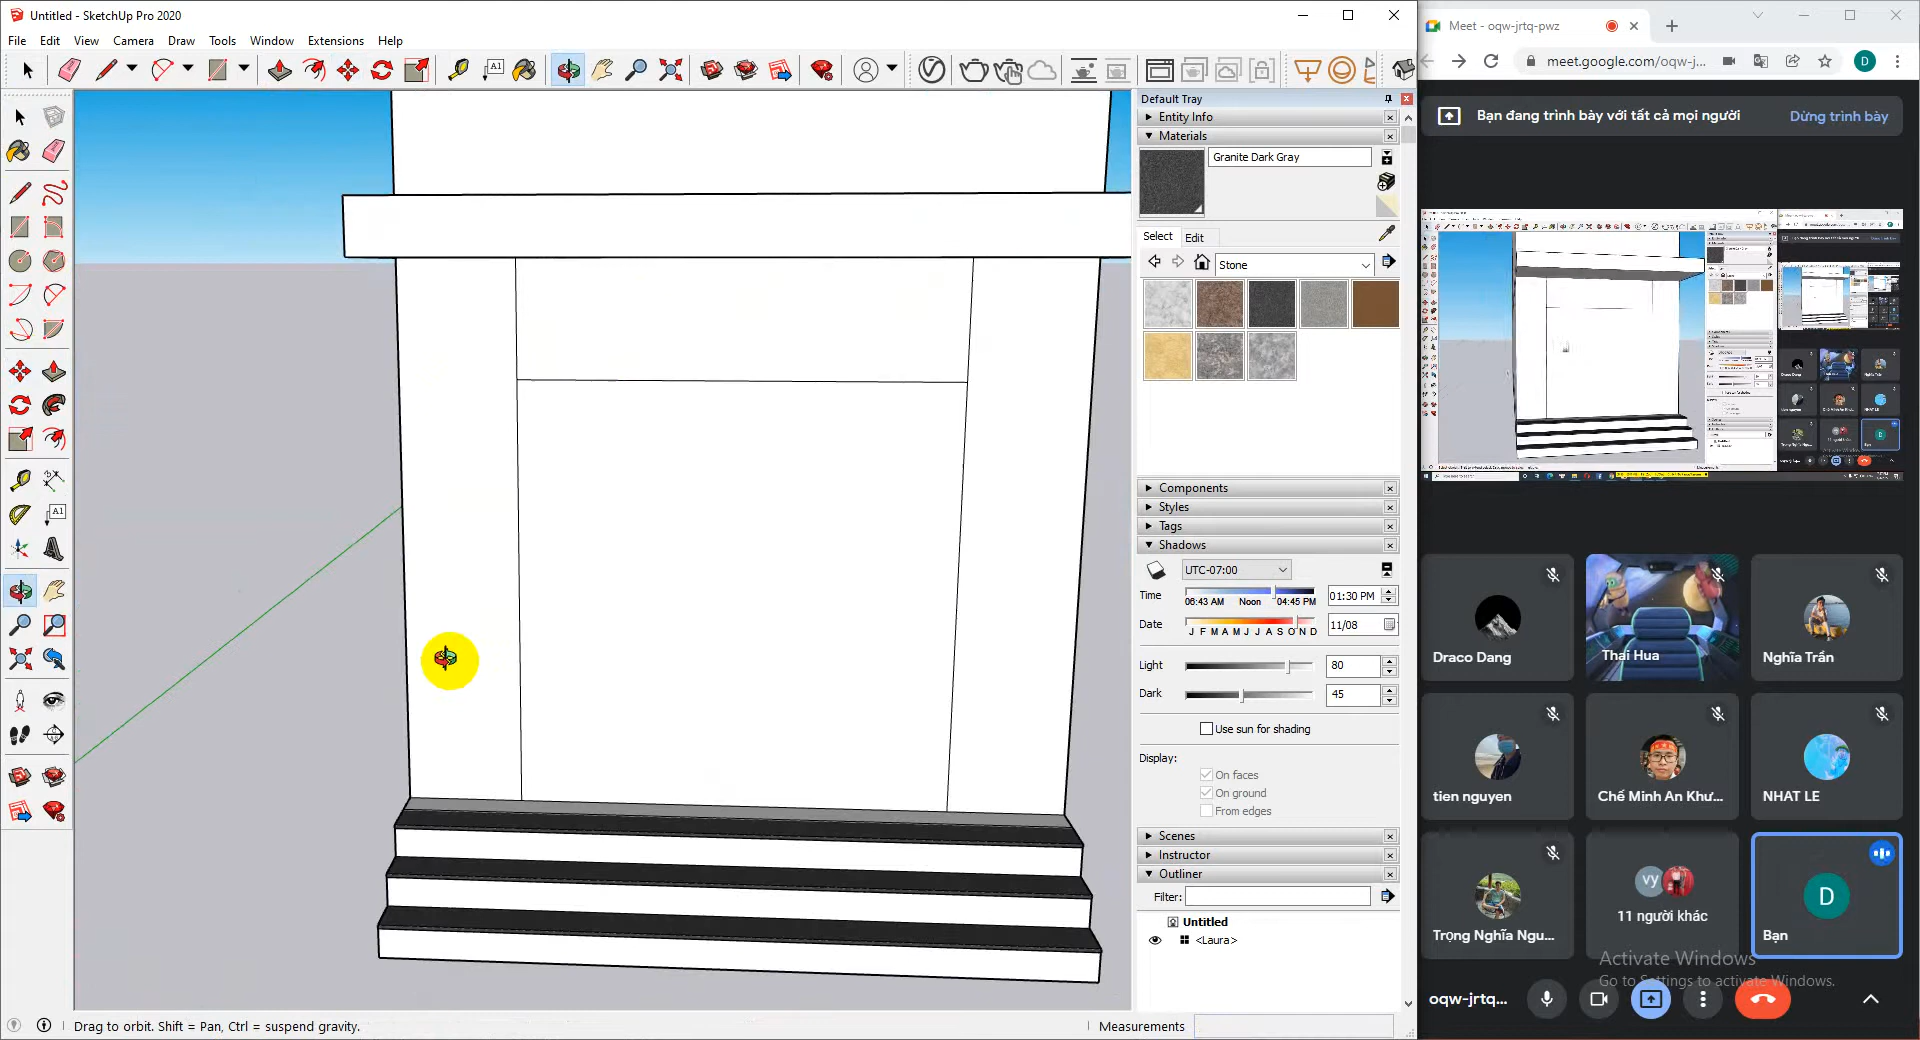 Untitled - SketchUp Pro 2020
File Edit View Camera Draw Tools Window Extensions Help
Default Tray
Entity Info
Materials
Granite Dark Gray
Select Edit
Stone
Components
Styles
Tags
Shadows
UTC-07:00
Time
06:43 AM Noon 04:45 PM
01:30 PM
Date
J F M A M J J A S O N D
11/08
Light
80
Dark
45
Use sun for shading
Display:
On faces
On ground
From edges
Scenes
Instructor
Outliner
Filter:
Untitled
<Laura>
Drag to orbit. Shift = Pan, Ctrl = suspend gravity.
Measurements
Meet - oqw-jrtq-pwz
meet.google.com/oqw-j...
D
Bạn đang trình bày với tất cả mọi người
Dừng trình bày
Draco Dang
Thai Hua
Nghĩa Trần
tien nguyen
Chế Minh An Khư...
NHAT LE
Trọng Nghĩa Ngu...
VY
11 người khác
D
Bạn
Activate Windows
Go to Settings to activate Windows.
oqw-jrtq...